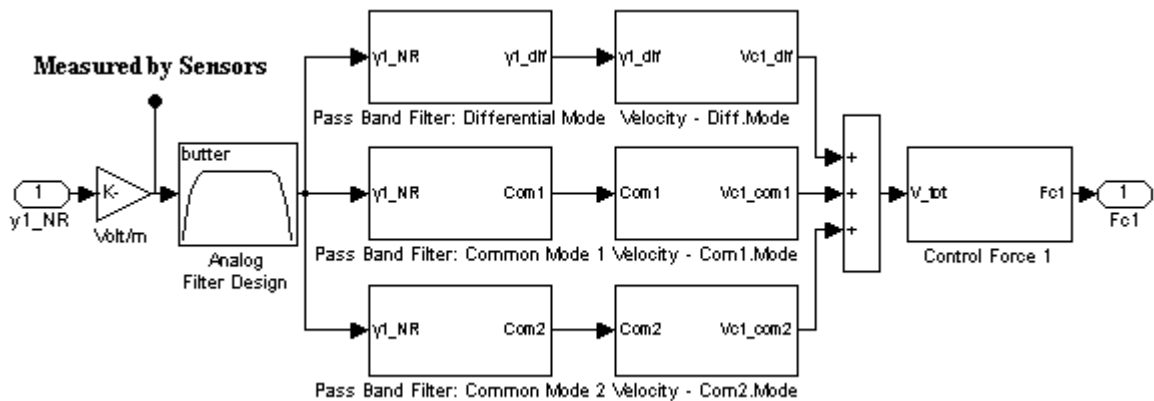 Measured by Sensors
1
y1_NR
K-
Volt/m
butter
Analog
Filter Design
y1_NR y1_dif
Pass Band Filter: Differential Mode
y1_dif Vc1_dif
Velocity - Diff.Mode
y1_NR Com1
Pass Band Filter: Common Mode 1
Com1 Vc1_com1
Velocity - Com1.Mode
y1_NR Com2
Pass Band Filter: Common Mode 2
Com2 Vc1_com2
Velocity - Com2.Mode
+
+
+
V_tot Fc1
Control Force 1
1
Fc1